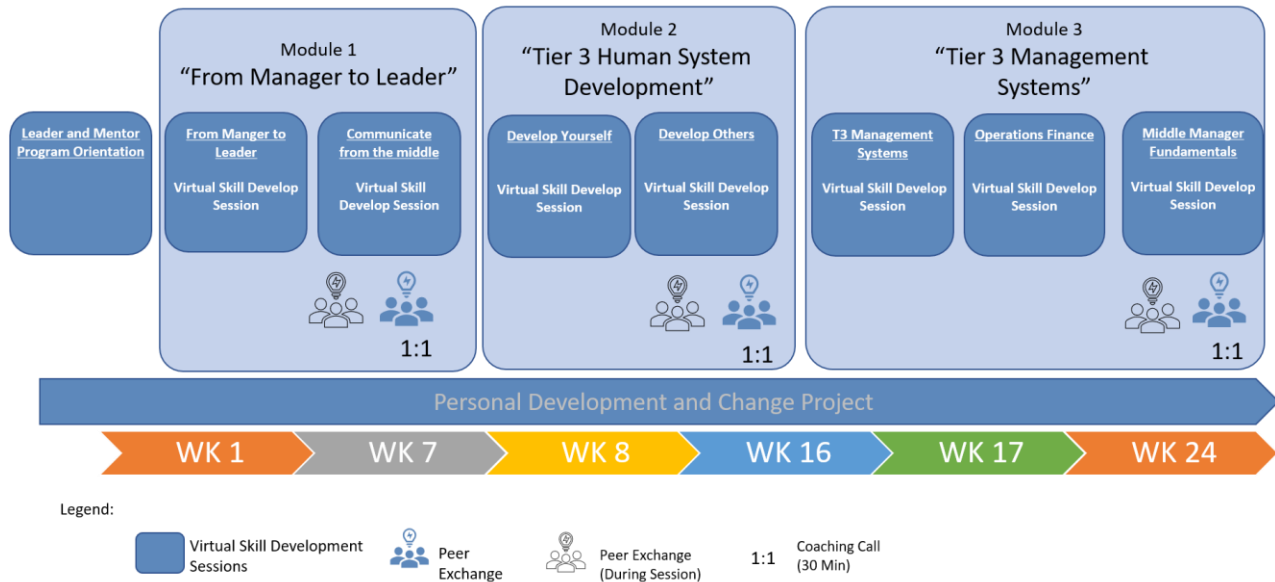 Module 1
“From Manager to Leader”
Module 2
“Tier 3 Human System
Development”
Module 3
“Tier 3 Management
Systems”
Leader and Mentor
Program Orientation
From Manger to
Leader
Virtual Skill Develop
Session
Communicate
from the middle
Virtual Skill
Develop Session
Develop Yourself
Virtual Skill Develop
Session
Develop Others
Virtual Skill Develop
Session
T3 Management
Systems
Virtual Skill Develop
Session
Operations Finance
Virtual Skill Develop
Session
Middle Manager
Fundamentals
Virtual Skill Develop
Session
1:1
1:1
1:1
Personal Development and Change Project
WK 1
WK 7
WK 8
WK 16
WK 17
WK 24
Legend:
Virtual Skill Development
Sessions
Peer
Exchange
Peer Exchange
(During Session)
1:1
Coaching Call
(30 Min)